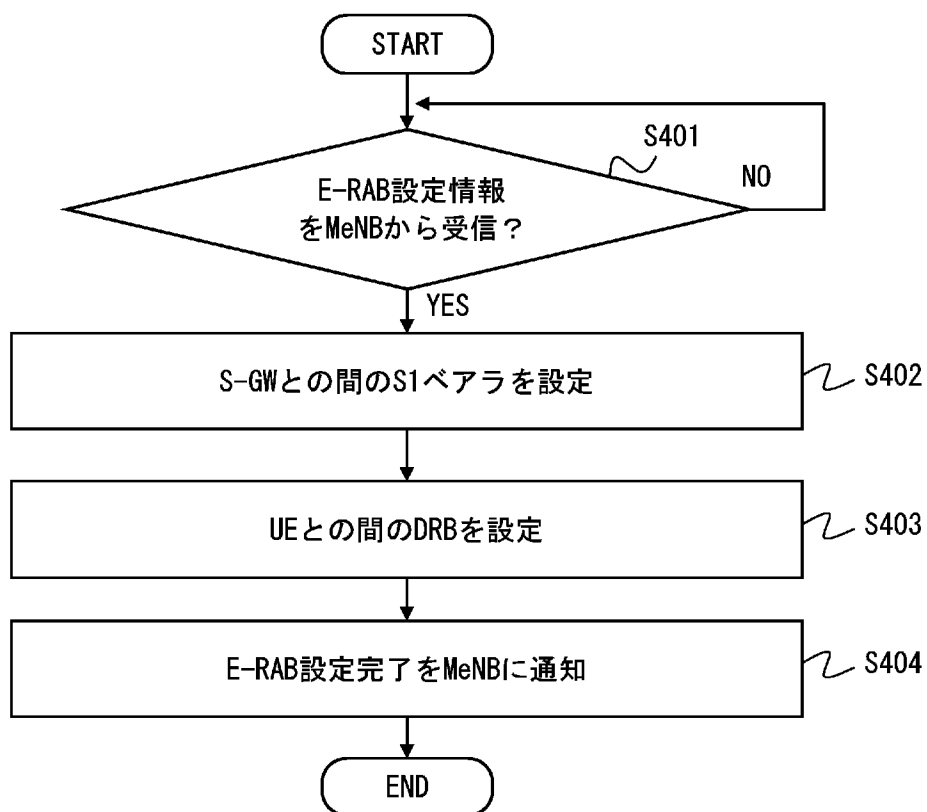 START
S401
NO
E-RAB設定情報
をMeNBから受信？
YES
S-GWとの間のS1ベアラを設定
S402
UEとの間のDRBを設定
S403
E-RAB設定完了をMeNBに通知
S404
END